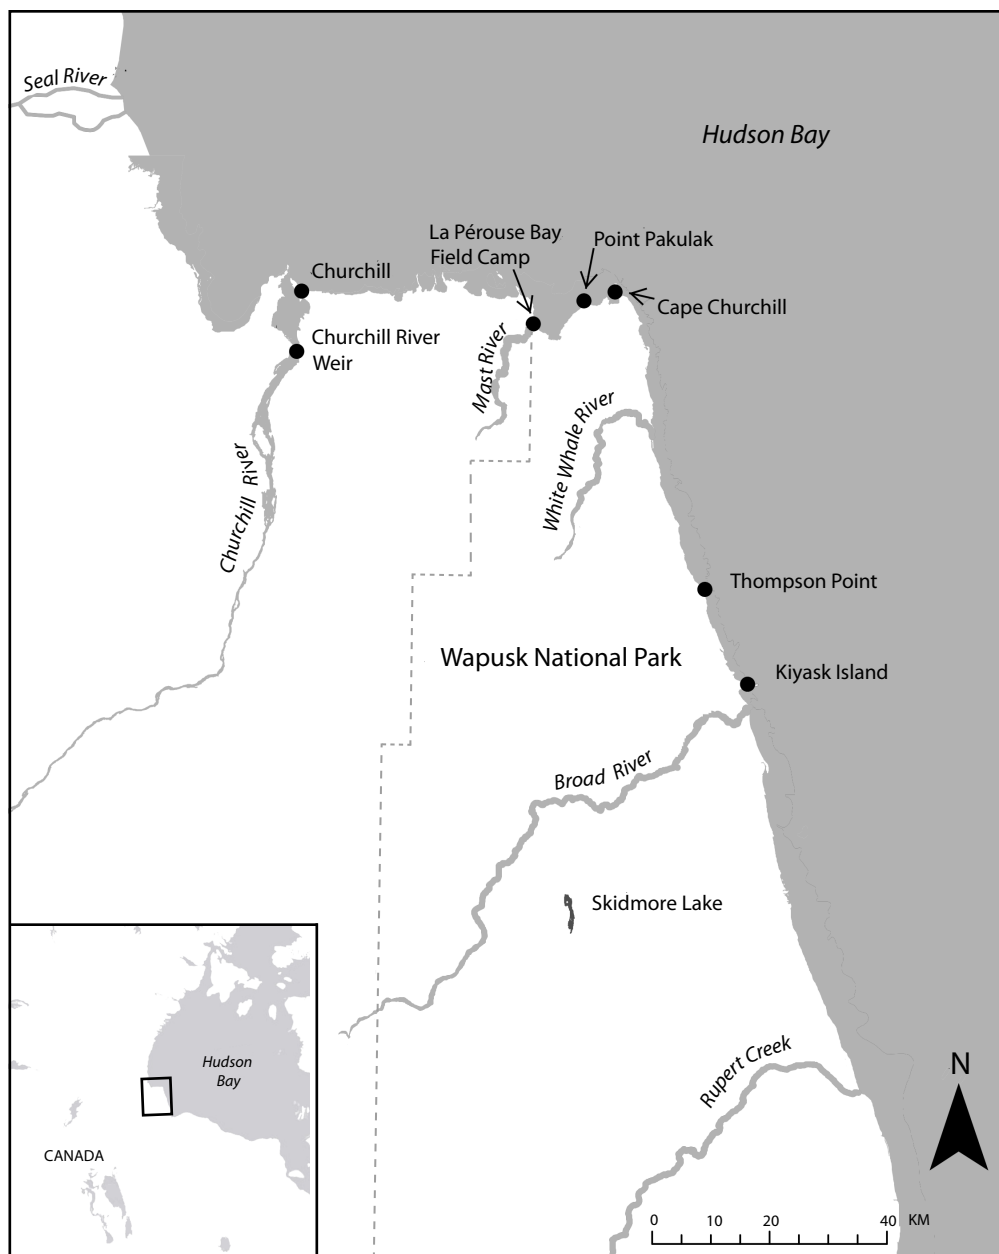 Seal River
Hudson Bay
La Pérouse Bay
Field Camp
Point Pakulak
Churchill
Cape Churchill
Churchill River
Weir
Mast River
White Whale River
Churchill River
Thompson Point
Wapusk National Park
Kiyask Island
Broad River
Skidmore Lake
Hudson
Bay
CANADA
Rupert Creek
N
0 10 20 40 KM